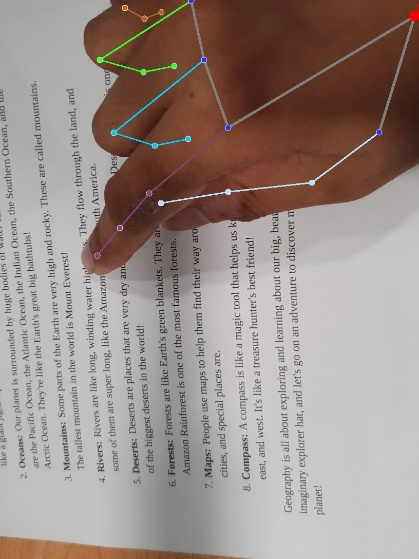 like a giant
2. Oceans: Our planet is surrounded by huge bodies of water
are the Pacific Ocean, the Atlantic Ocean, the Indian Ocean, the Southern Ocean, and the
Arctic Ocean. They're like the Earth's great big bathtubs!
3. Mountains: Some parts of the Earth are very high and rocky. These are called mountains.
The tallest mountain in the world is Mount Everest!
4. Rivers: Rivers are like long, winding water They flow through the land, and
some of them are super long, like the Amazon South America.
5. Deserts: Deserts are places that are very dry and one
of the biggest deserts in the world!
6. Forests: Forests are like Earth's green blankets. They are
Amazon Rainforest is one of the most famous forests.
7. Maps: People use maps to help them find their way
cities, and special places are.
8. Compass: A compass is like a magic tool that helps us
east, and west. It's like a treasure hunter's best friend!
Geography is all about exploring and learning about our big,
imaginary explorer hat, and let's go on an adventure to discover
planet!